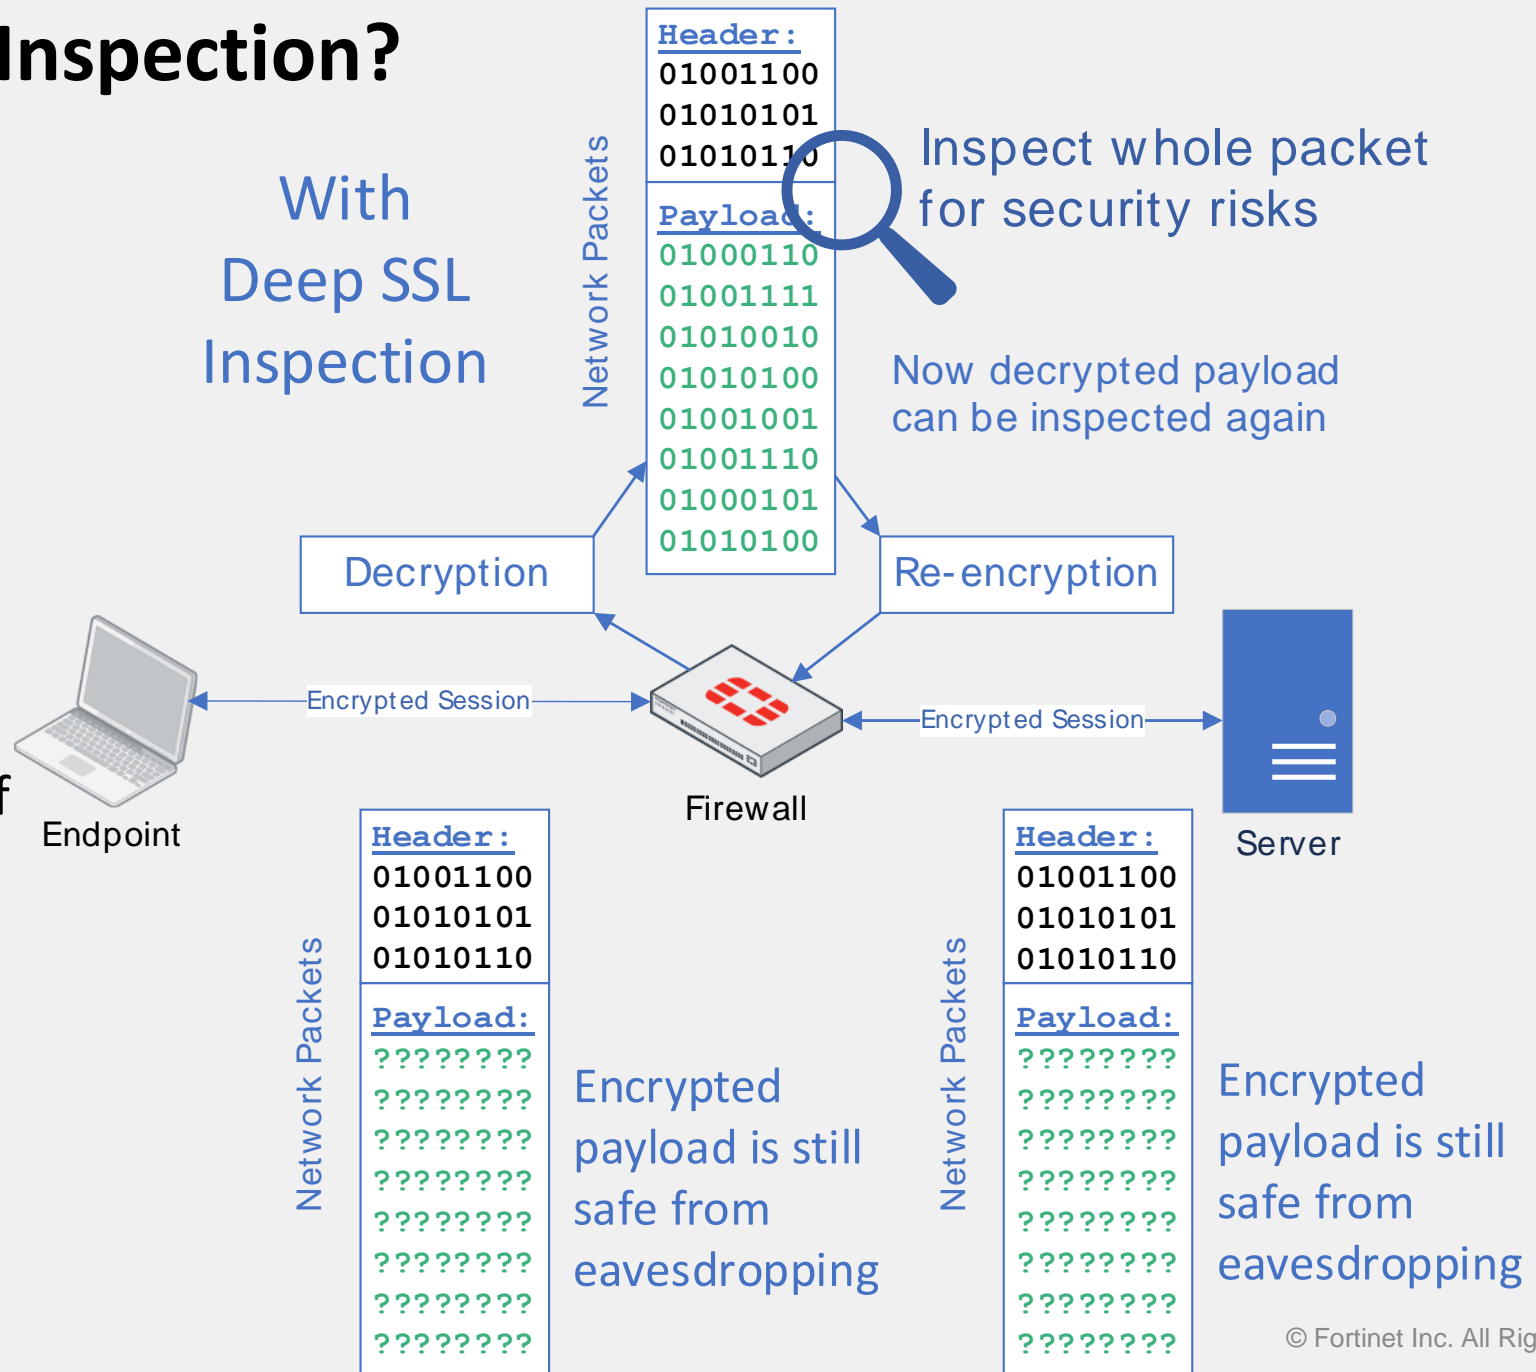 Inspection?
With
Deep SSL
Inspection
Network Packets
Header:
01001100
01010101
01010110
Payload:
01000110
01001111
01010010
01010100
01001001
01001110
01000101
01010100
Inspect whole packet
for security risks
Now decrypted payload
can be inspected again
Decryption
Re-encryption
Encrypted Session
Encrypted Session
f
Endpoint
Firewall
Server
Network Packets
Header:
01001100
01010101
01010110
Payload:
????????
????????
????????
????????
????????
????????
????????
????????
Encrypted
payload is still
safe from
eavesdropping
Network Packets
Header:
01001100
01010101
01010110
Payload:
????????
????????
????????
????????
????????
????????
????????
????????
Encrypted
payload is still
safe from
eavesdropping
© Fortinet Inc. All Rig